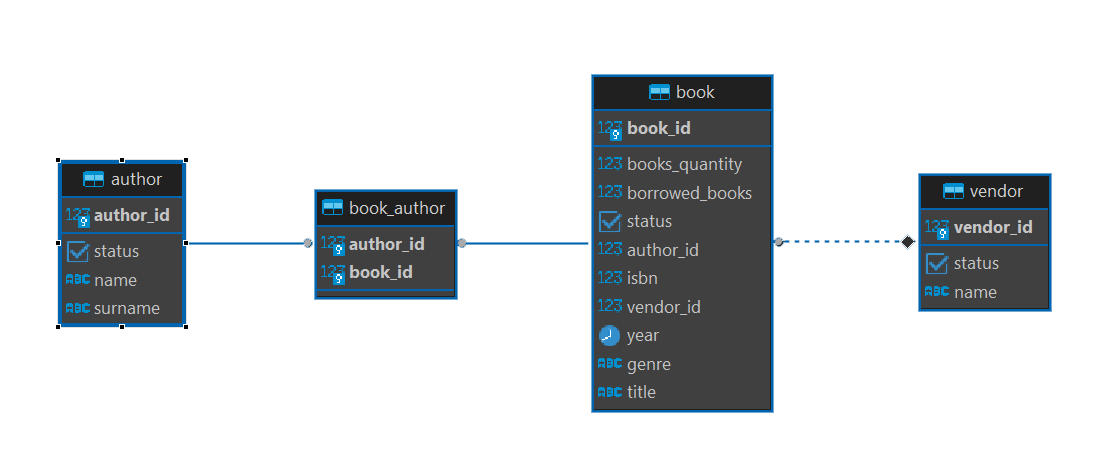 author
author_id
status
name
surname
book_author
author_id
book_id
book
book_id
books_quantity
borrowed_books
status
author_id
isbn
vendor_id
year
genre
title
vendor
vendor_id
status
name